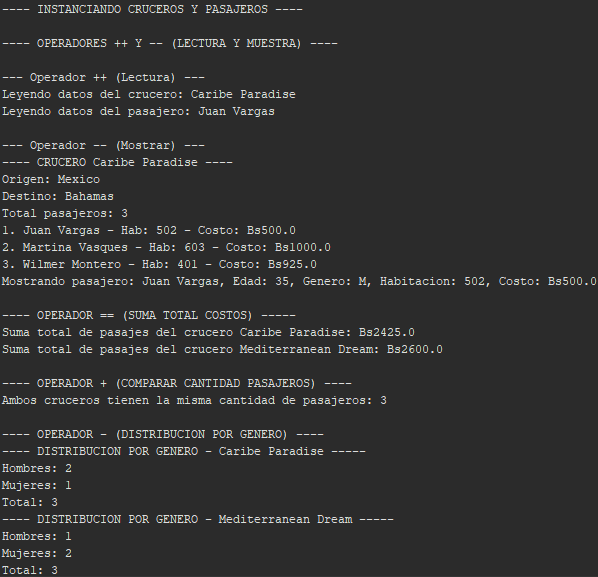 ---- INSTANCIANDO CRUCEROS Y PASAJEROS ----
---- OPERADORES ++ Y -- (LECTURA Y MUESTRA) ----
--- Operador ++ (Lectura) ---
Leyendo datos del crucero: Caribe Paradise
Leyendo datos del pasajero: Juan Vargas
--- Operador -- (Mostrar) ---
---- CRUCERO Caribe Paradise ----
Origen: Mexico
Destino: Bahamas
Total pasajeros: 3
1. Juan Vargas - Hab: 502 - Costo: Bs500.0
2. Martina Vasques - Hab: 603 - Costo: Bs1000.0
3. Wilmer Montero - Hab: 401 - Costo: Bs925.0
Mostrando pasajero: Juan Vargas, Edad: 35, Genero: M, Habitacion: 502, Costo: Bs500.0
---- OPERADOR == (SUMA TOTAL COSTOS) -----
Suma total de pasajes del crucero Caribe Paradise: Bs2425.0
Suma total de pasajes del crucero Mediterranean Dream: Bs2600.0
---- OPERADOR + (COMPARAR CANTIDAD PASAJEROS) ----
Ambos cruceros tienen la misma cantidad de pasajeros: 3
---- OPERADOR - (DISTRIBUCION POR GENERO) ----
---- DISTRIBUCION POR GENERO - Caribe Paradise -----
Hombres: 2
Mujeres: 1
Total: 3
---- DISTRIBUCION POR GENERO - Mediterranean Dream -----
Hombres: 1
Mujeres: 2
Total: 3